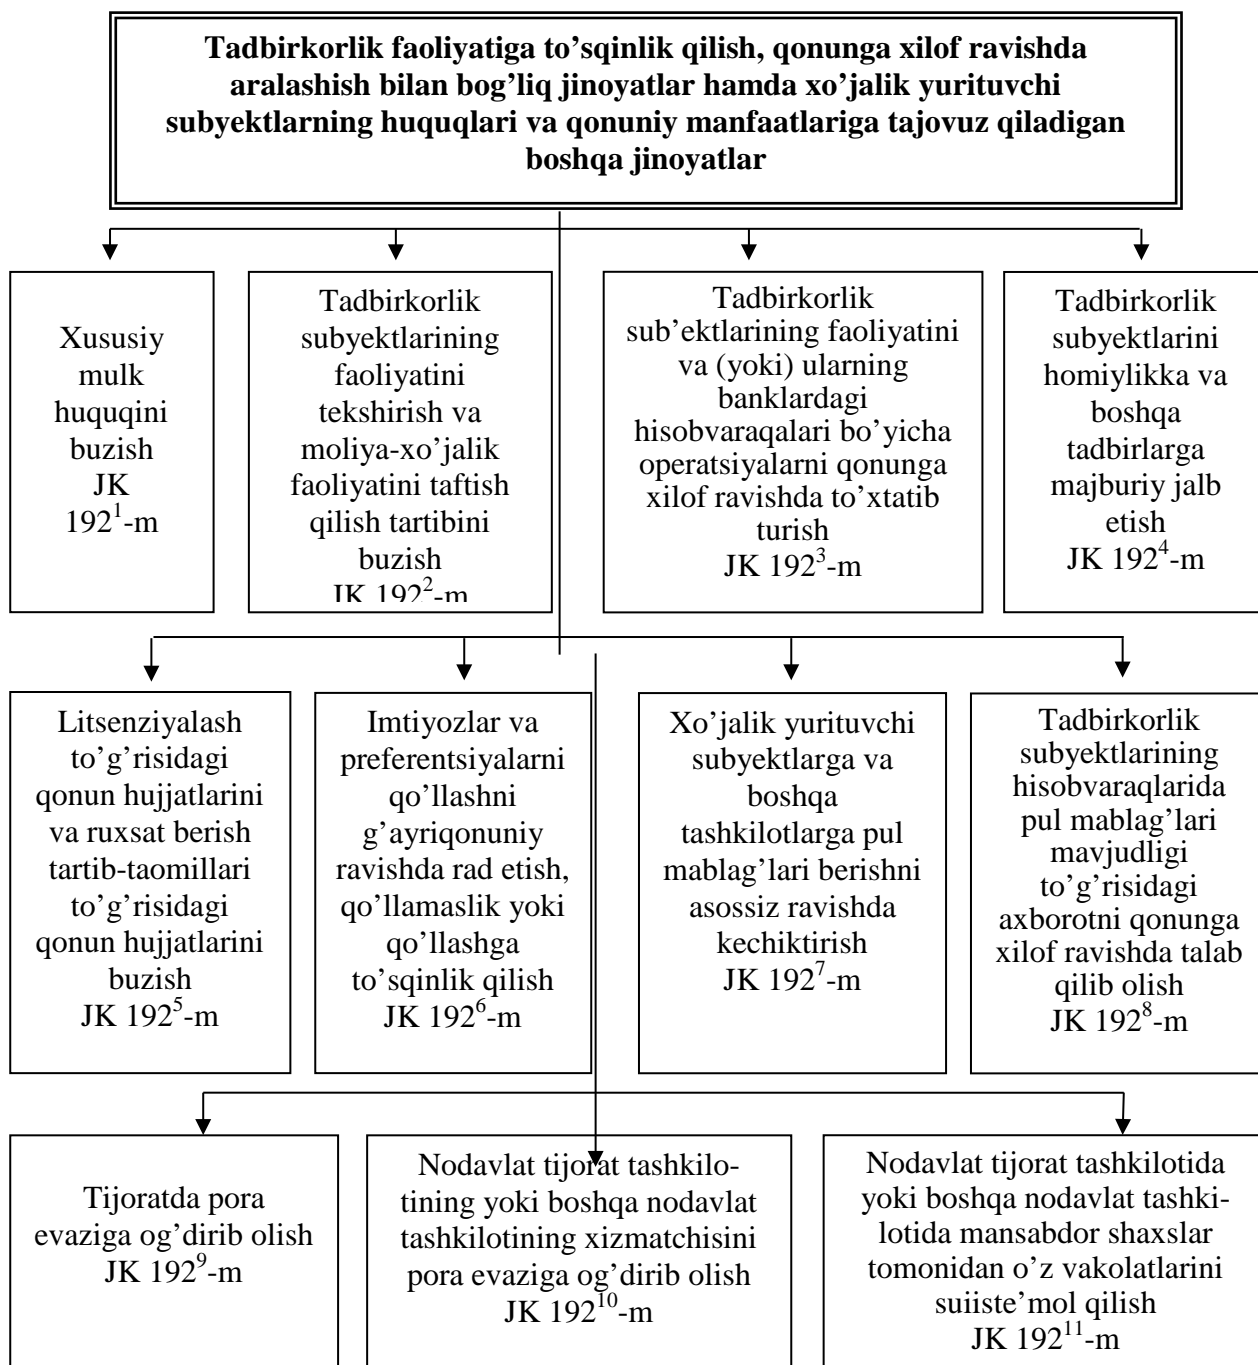 Tadbirkorlik faoliyatiga to’sqinlik qilish, qonunga xilof ravishda
aralashish bilan bog’liq jinoyatlar hamda xo’jalik yurituvchi
subyektlarning huquqlari va qonuniy manfaatlariga tajovuz qiladigan
boshqa jinoyatlar
Xususiy
mulk
huquqini
buzish
JK
192¹-m
Tadbirkorlik
subyektlarining
faoliyatini
tekshirish va
moliya-xo’jalik
faoliyatini taftish
qilish tartibini
buzish
JK 192²-m
Tadbirkorlik
sub’ektlarining faoliyatini
va (yoki) ularning
banklardagi
hisobvaraqalari bo’yicha
operatsiyalarni qonunga
xilof ravishda to’xtatib
turish
JK 192³-m
Tadbirkorlik
subyektlarini
homiylikka va
boshqa
tadbirlarga
majburiy jalb
etish
JK 192⁴-m
Litsenziyalash
to’g’risidagi
qonun hujjatlarini
va ruxsat berish
tartib-taomillari
to’g’risidagi
qonun hujjatlarini
buzish
JK 192⁵-m
Imtiyozlar va
preferentsiyalarni
qo’llashni
g’ayriqonuniy
ravishda rad etish,
qo’llamaslik yoki
qo’llashga
to’sqinlik qilish
JK 192⁶-m
Xo’jalik yurituvchi
subyektlarga va
boshqa
tashkilotlarga pul
mablag’lari berishni
asossiz ravishda
kechiktirish
JK 192⁷-m
Tadbirkorlik
subyektlarining
hisobvaraqlarida
pul mablag’lari
mavjudligi
to’g’risidagi
axborotni qonunga
xilof ravishda talab
qilib olish
JK 192⁸-m
Tijoratda pora
evaziga og’dirib olish
JK 192⁹-m
Nodavlat tijorat tashkilo-
tining yoki boshqa nodavlat
tashkilotining xizmatchisini
pora evaziga og’dirib olish
JK 192¹⁰-m
Nodavlat tijorat tashkilotida
yoki boshqa nodavlat tashki-
lotida mansabdor shaxslar
tomonidan o’z vakolatlarini
suiiste’mol qilish
JK 192¹¹-m